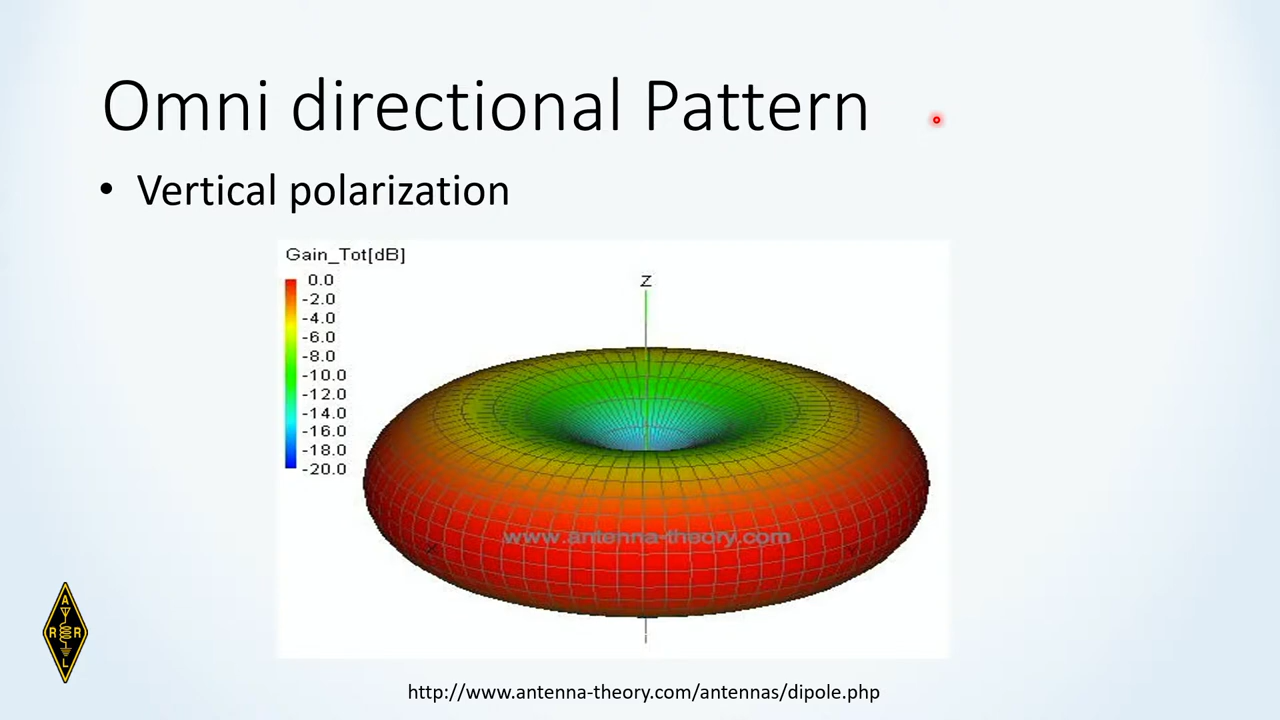 Omni directional Pattern
• Vertical polarization
Gain_Tot[dB]
0.0
-2.0
-4.0
-6.0
-8.0
-10.0
-12.0
-14.0
-16.0
-18.0
-20.0
Z
X
Y
www.antenna-theory.com
A
R R
L
http://www.antenna-theory.com/antennas/dipole.php